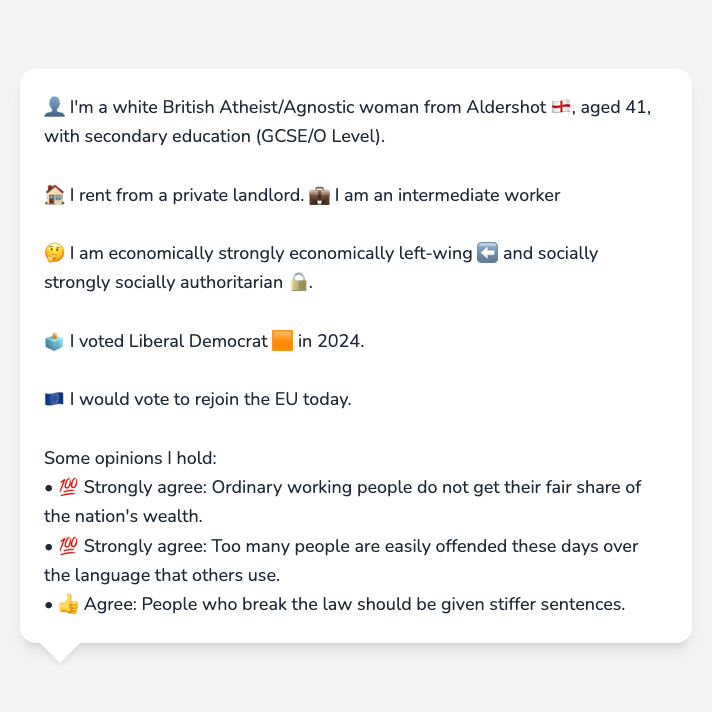 👤 I'm a white British Atheist/Agnostic woman from Aldershot 🏴󠁧󠁢󠁥󠁮󠁧󠁿, aged 41,
with secondary education (GCSE/O Level).
🏠 I rent from a private landlord. 💼 I am an intermediate worker
🤔 I am economically strongly economically left-wing ⬅️ and socially
strongly socially authoritarian 🔒.
🗳️ I voted Liberal Democrat 🟧 in 2024.
🇪🇺 I would vote to rejoin the EU today.
Some opinions I hold:
• 💯 Strongly agree: Ordinary working people do not get their fair share of
the nation's wealth.
• 💯 Strongly agree: Too many people are easily offended these days over
the language that others use.
• 👍 Agree: People who break the law should be given stiffer sentences.